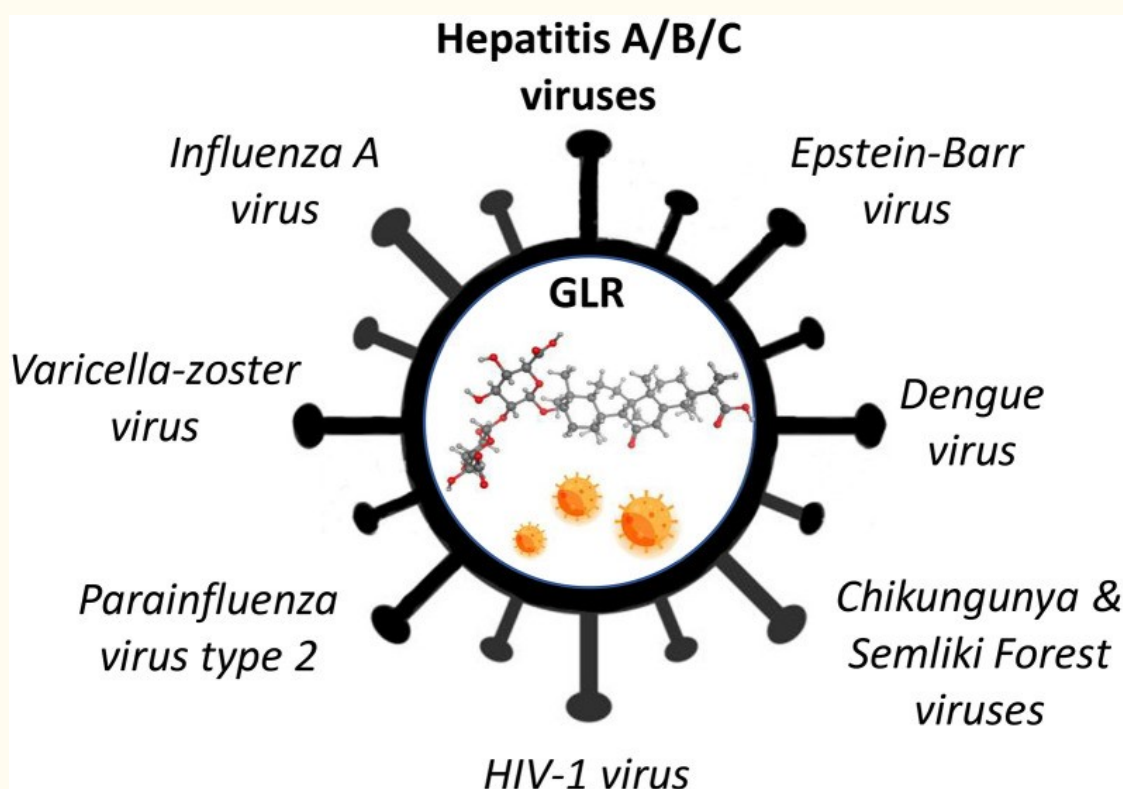 Hepatitis A/B/C
viruses
Influenza A
virus
Epstein-Barr
virus
GLR
Varicella-zoster
virus
Dengue
virus
Parainfluenza
virus type 2
Chikungunya &
Semliki Forest
viruses
HIV-1 virus